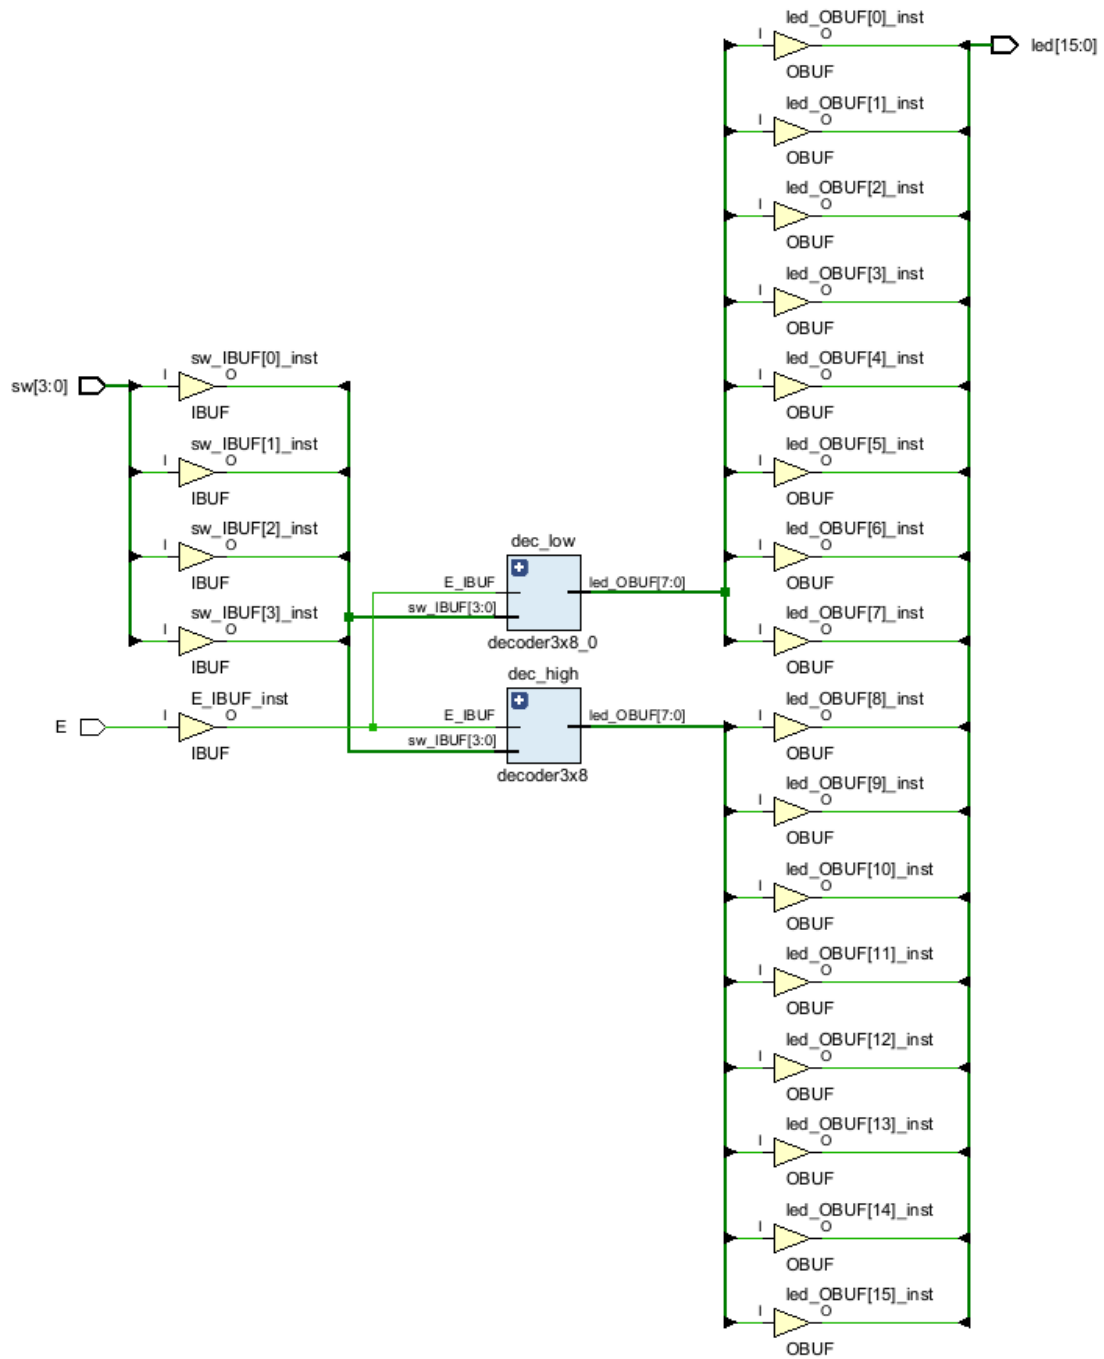 sw[3:0]
I
sw_IBUF[0]_inst
O
IBUF
I
sw_IBUF[1]_inst
O
IBUF
I
sw_IBUF[2]_inst
O
IBUF
I
sw_IBUF[3]_inst
O
IBUF
E
I
E_IBUF_inst
O
IBUF
dec_low
E_IBUF
sw_IBUF[3:0]
led_OBUF[7:0]
decoder3x8_0
dec_high
E_IBUF
sw_IBUF[3:0]
led_OBUF[7:0]
decoder3x8
led_OBUF[0]_inst
I
O
OBUF
led_OBUF[1]_inst
I
O
OBUF
led_OBUF[2]_inst
I
O
OBUF
led_OBUF[3]_inst
I
O
OBUF
led_OBUF[4]_inst
I
O
OBUF
led_OBUF[5]_inst
I
O
OBUF
led_OBUF[6]_inst
I
O
OBUF
led_OBUF[7]_inst
I
O
OBUF
led_OBUF[8]_inst
I
O
OBUF
led_OBUF[9]_inst
I
O
OBUF
led_OBUF[10]_inst
I
O
OBUF
led_OBUF[11]_inst
I
O
OBUF
led_OBUF[12]_inst
I
O
OBUF
led_OBUF[13]_inst
I
O
OBUF
led_OBUF[14]_inst
I
O
OBUF
led_OBUF[15]_inst
I
O
OBUF
led[15:0]